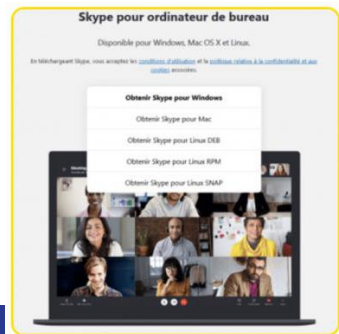 Skype pour ordinateur de bureau
Disponible pour Windows, Mac OS X et Linux.
En téléchargeant Skype, vous acceptez les conditions d'utilisation et la politique relative à la confidentialité et aux
cookies associées.
Obtenir Skype pour Windows
Obtenir Skype pour Mac
Obtenir Skype pour Linux DEB
Obtenir Skype pour Linux RPM
Obtenir Skype pour Linux SNAP